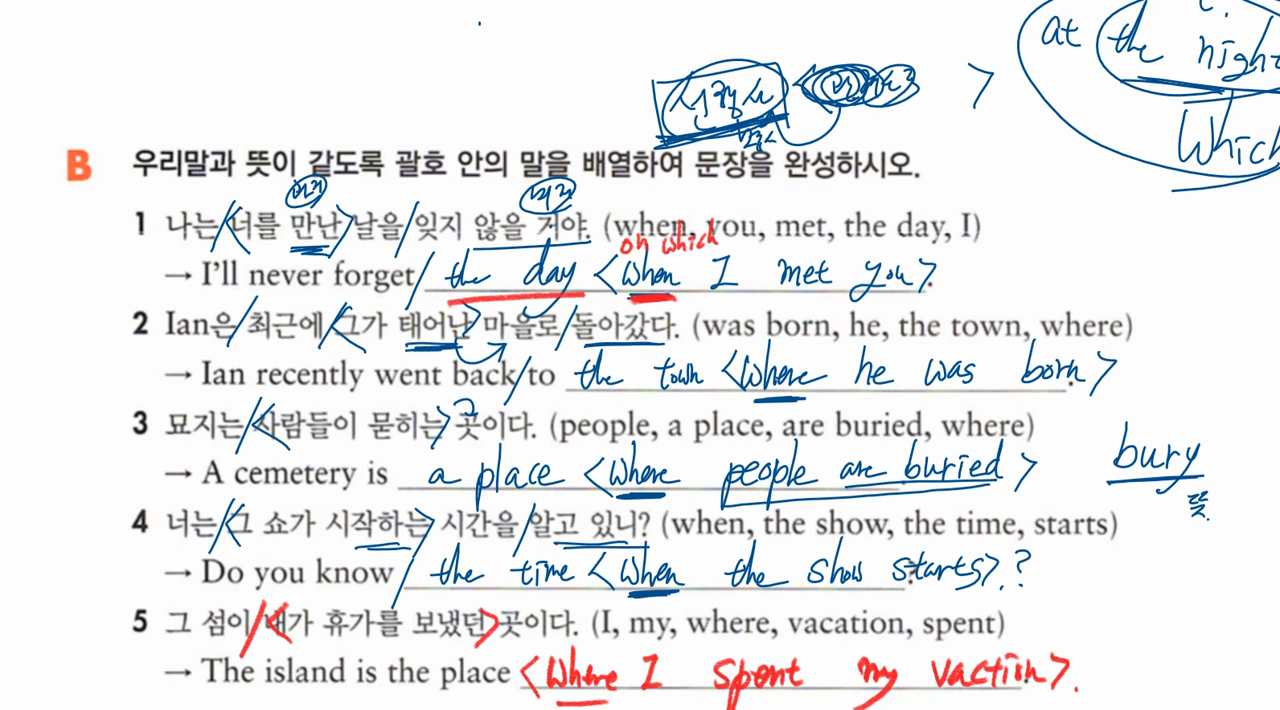 at the night
선행사 >
Which
B 우리말과 뜻이 같도록 괄호 안의 말을 배열하여 문장을 완성하시오.
1 나는/<너를 만난>날을/잊지 않을 거야. (when, you, met, the day, I)
on which
→ I'll never forget/ the day <when I met you>.
2 Ian은/최근에/<그가 태어난>마을로/돌아갔다. (was born, he, the town, where)
→ Ian recently went back/to the town <where he was born>.
3 묘지는/<사람들이 묻히는>곳이다. (people, a place, are buried, where)
→ A cemetery is a place <where people are buried>
bury
4 너는/<그 쇼가 시작하는>시간을/알고 있니? (when, the show, the time, starts)
→ Do you know/ the time <when the show starts>.?
5 그 섬이/<내가 휴가를 보냈던>곳이다. (I, my, where, vacation, spent)
→ The island is the place <where I spent my vaction>.